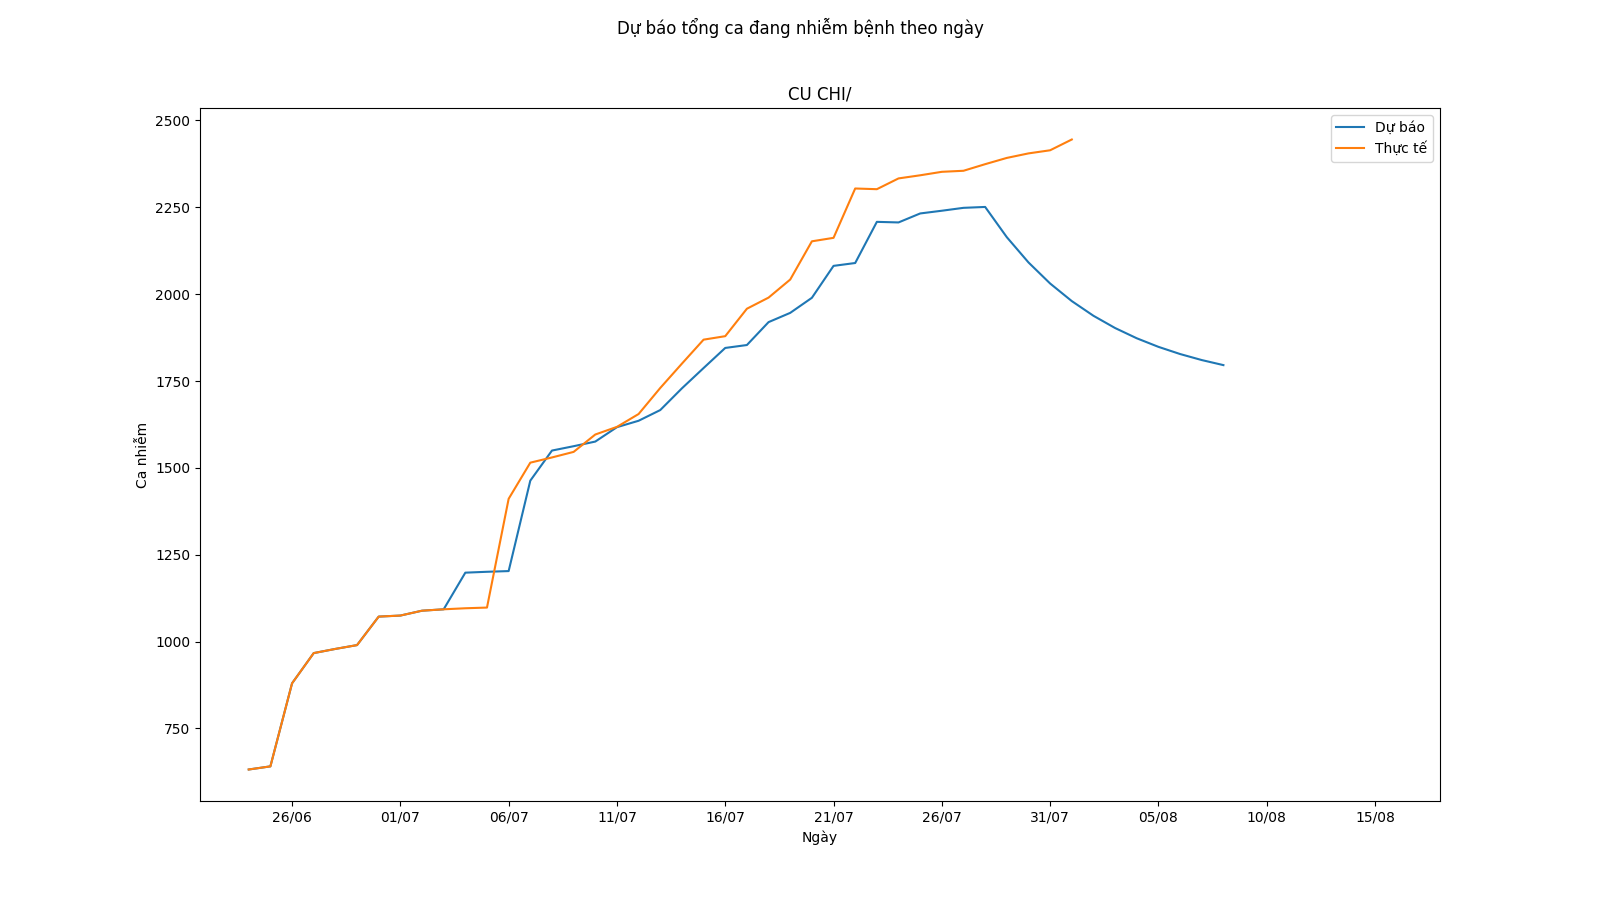 Dự báo tổng ca đang nhiễm bệnh theo ngày
CU CHI/
Dự báo
Thực tế
2500
2250
2000
1750
1500
1250
1000
750
Ca nhiễm
26/06 01/07 06/07 11/07 16/07 21/07 26/07 31/07 05/08 10/08 15/08
Ngày